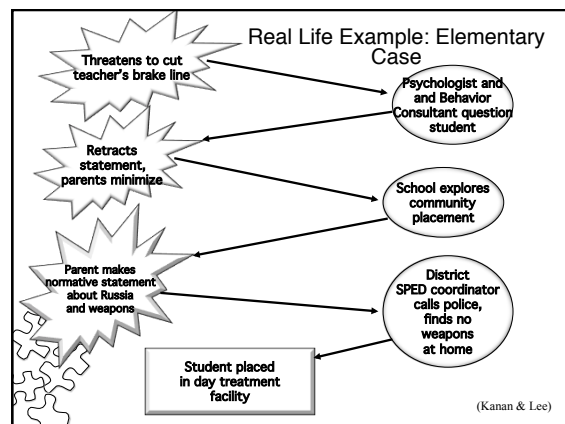 Real Life Example: Elementary
Case
Threatens to cut
teacher's brake line
Psychologist and
and Behavior
Consultant question
student
Retracts
statement,
parents minimize
School explores
community
placement
Parent makes
normative statement
about Russia
and weapons
District
SPED coordinator
calls police,
finds no
weapons
at home
Student placed
in day treatment
facility
(Kanan & Lee)